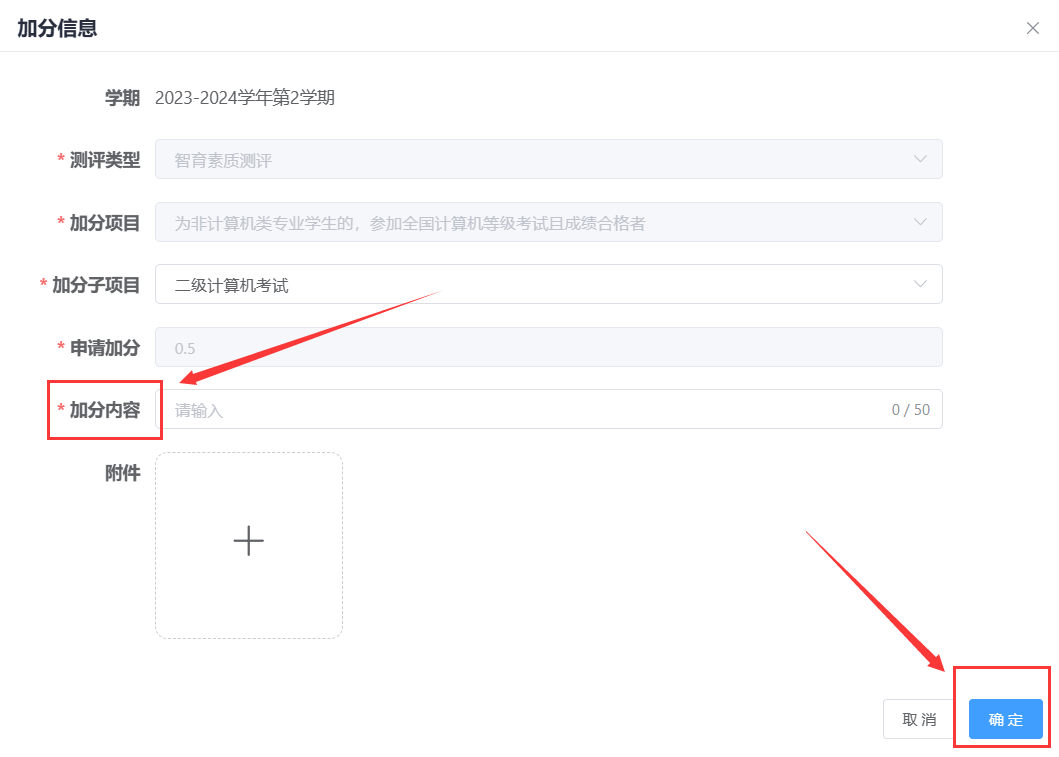 加分信息
学期 2023-2024学年第2学期
* 测评类型 智育素质测评
* 加分项目 为非计算机类专业学生的，参加全国计算机等级考试且成绩合格者
* 加分子项目 二级计算机考试
* 申请加分 0.5
* 加分内容 请输入 0 / 50
附件
取消 确定